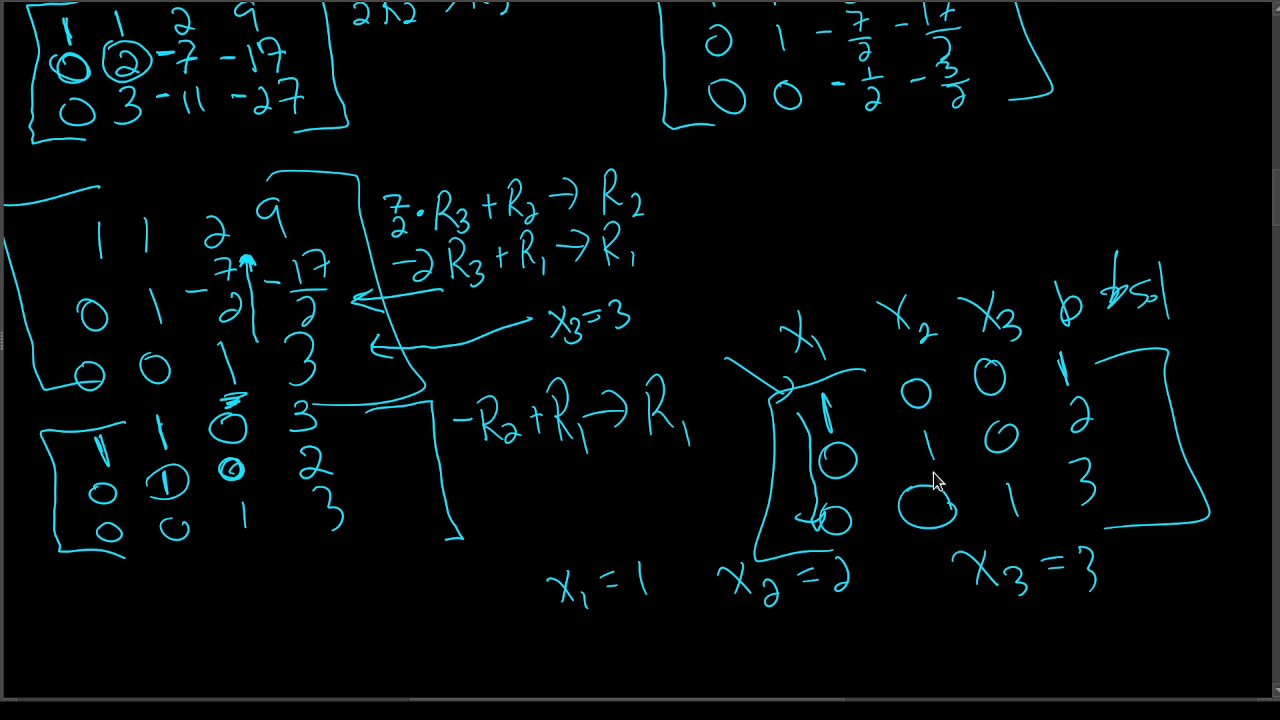 1 1 2 9
0 2 -7 -17
0 3 -11 -27
0 1 -7/2 -17/2
0 0 -1/2 -3/2
1 1 2 9
0 1 -7/2 -17/2
0 0 1 3
7/2 · R3 + R2 → R2
-2 R3 + R1 → R1
x3 = 3
1 1 0 3
0 1 0 2
0 0 1 3
-R2 + R1 → R1
x1 x2 x3 b
1 0 0 1
0 1 0 2
0 0 1 3
x1 = 1 x2 = 2 x3 = 3